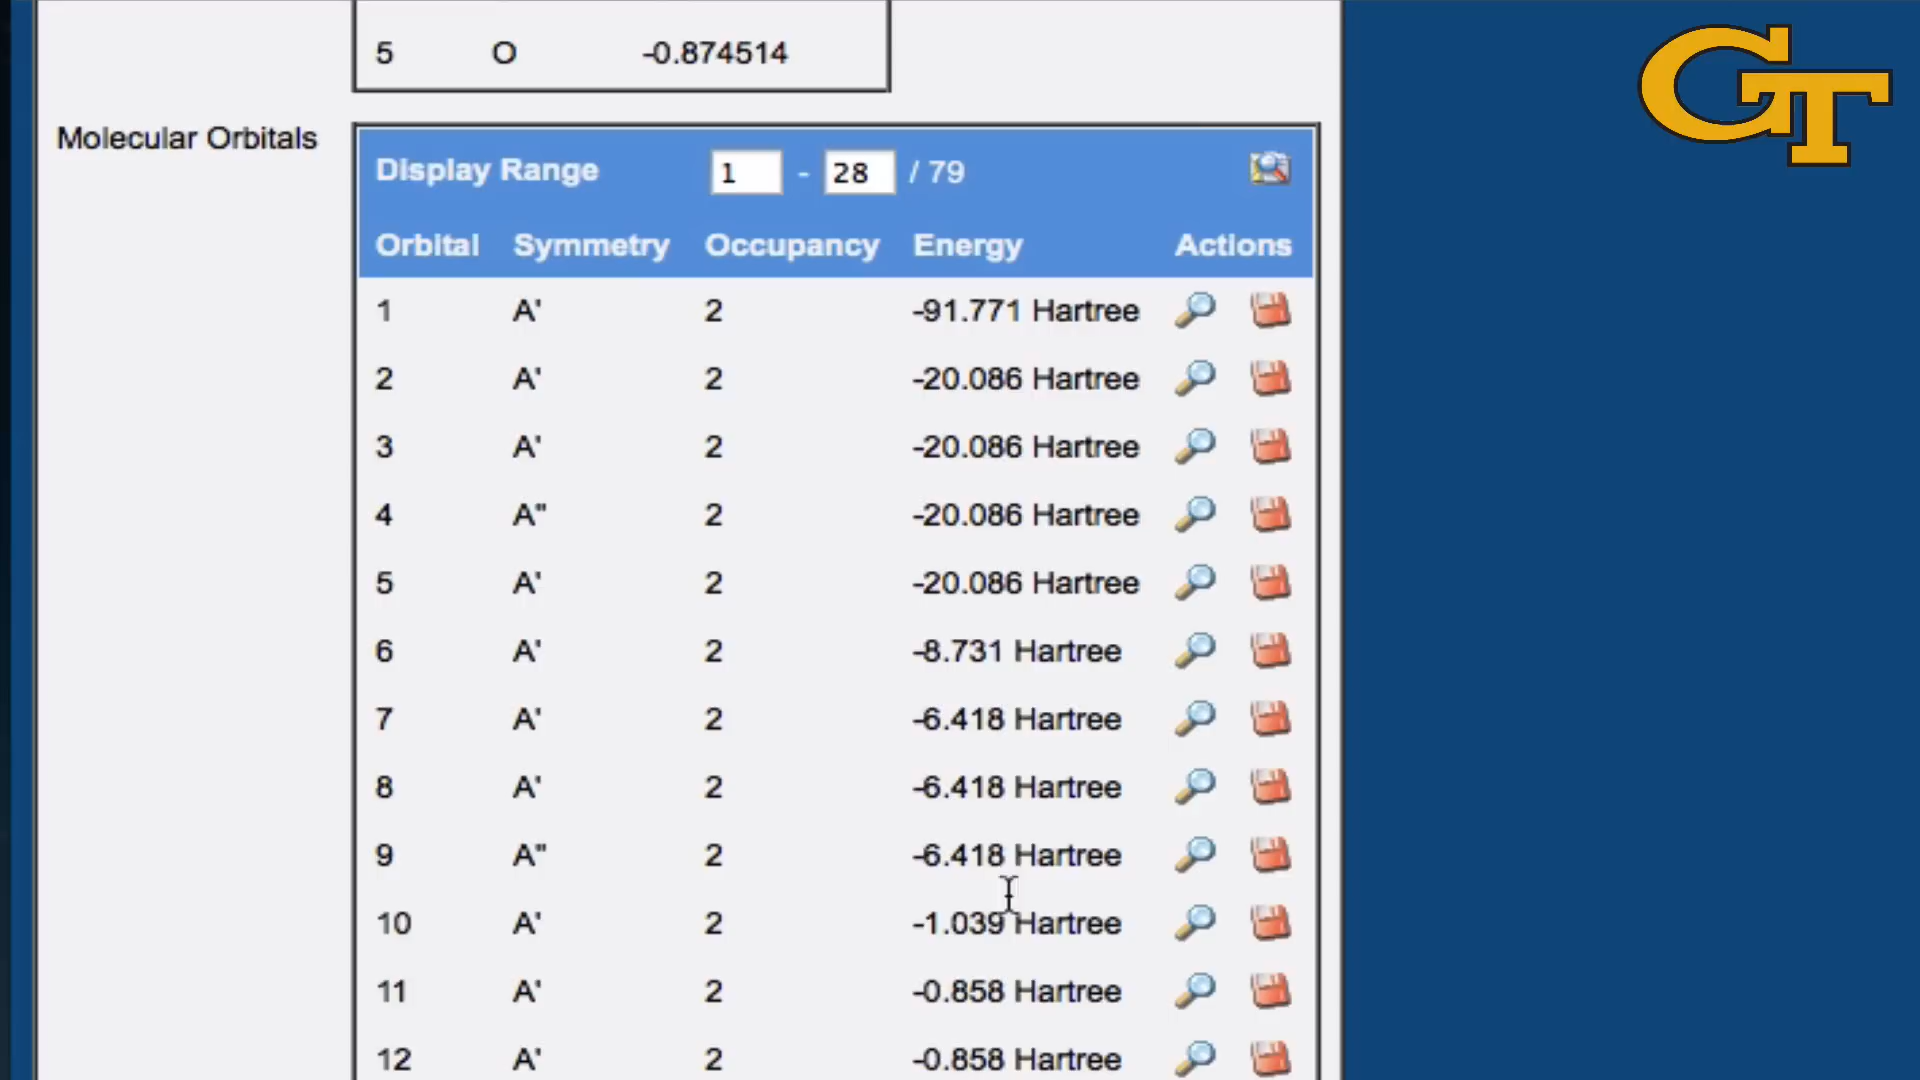 5 O -0.874514
Molecular Orbitals
Display Range 1 - 28 / 79
Orbital Symmetry Occupancy Energy Actions
1 A' 2 -91.771 Hartree
2 A' 2 -20.086 Hartree
3 A' 2 -20.086 Hartree
4 A" 2 -20.086 Hartree
5 A' 2 -20.086 Hartree
6 A' 2 -8.731 Hartree
7 A' 2 -6.418 Hartree
8 A' 2 -6.418 Hartree
9 A" 2 -6.418 Hartree
10 A' 2 -1.039 Hartree
11 A' 2 -0.858 Hartree
12 A' 2 -0.858 Hartree
GT